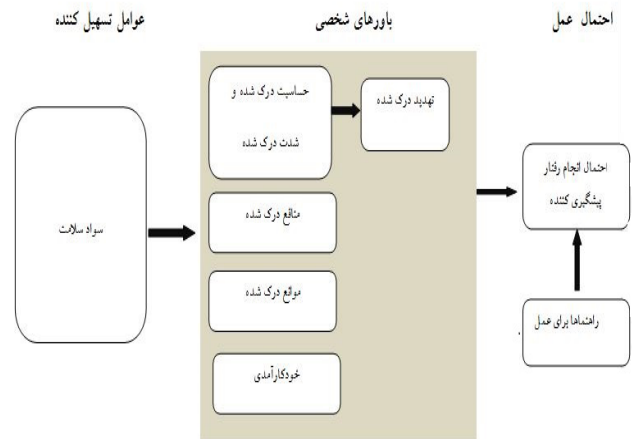 عوامل تسهیل کننده
باورهای شخصی
احتمال عمل
حساسیت درک شده و
شدت درک شده
تهدید درک شده
منافع درک شده
موانع درک شده
خودکارآمدی
سواد سلامت
احتمال انجام رفتار
پیشگیری کننده
راهنماها برای عمل